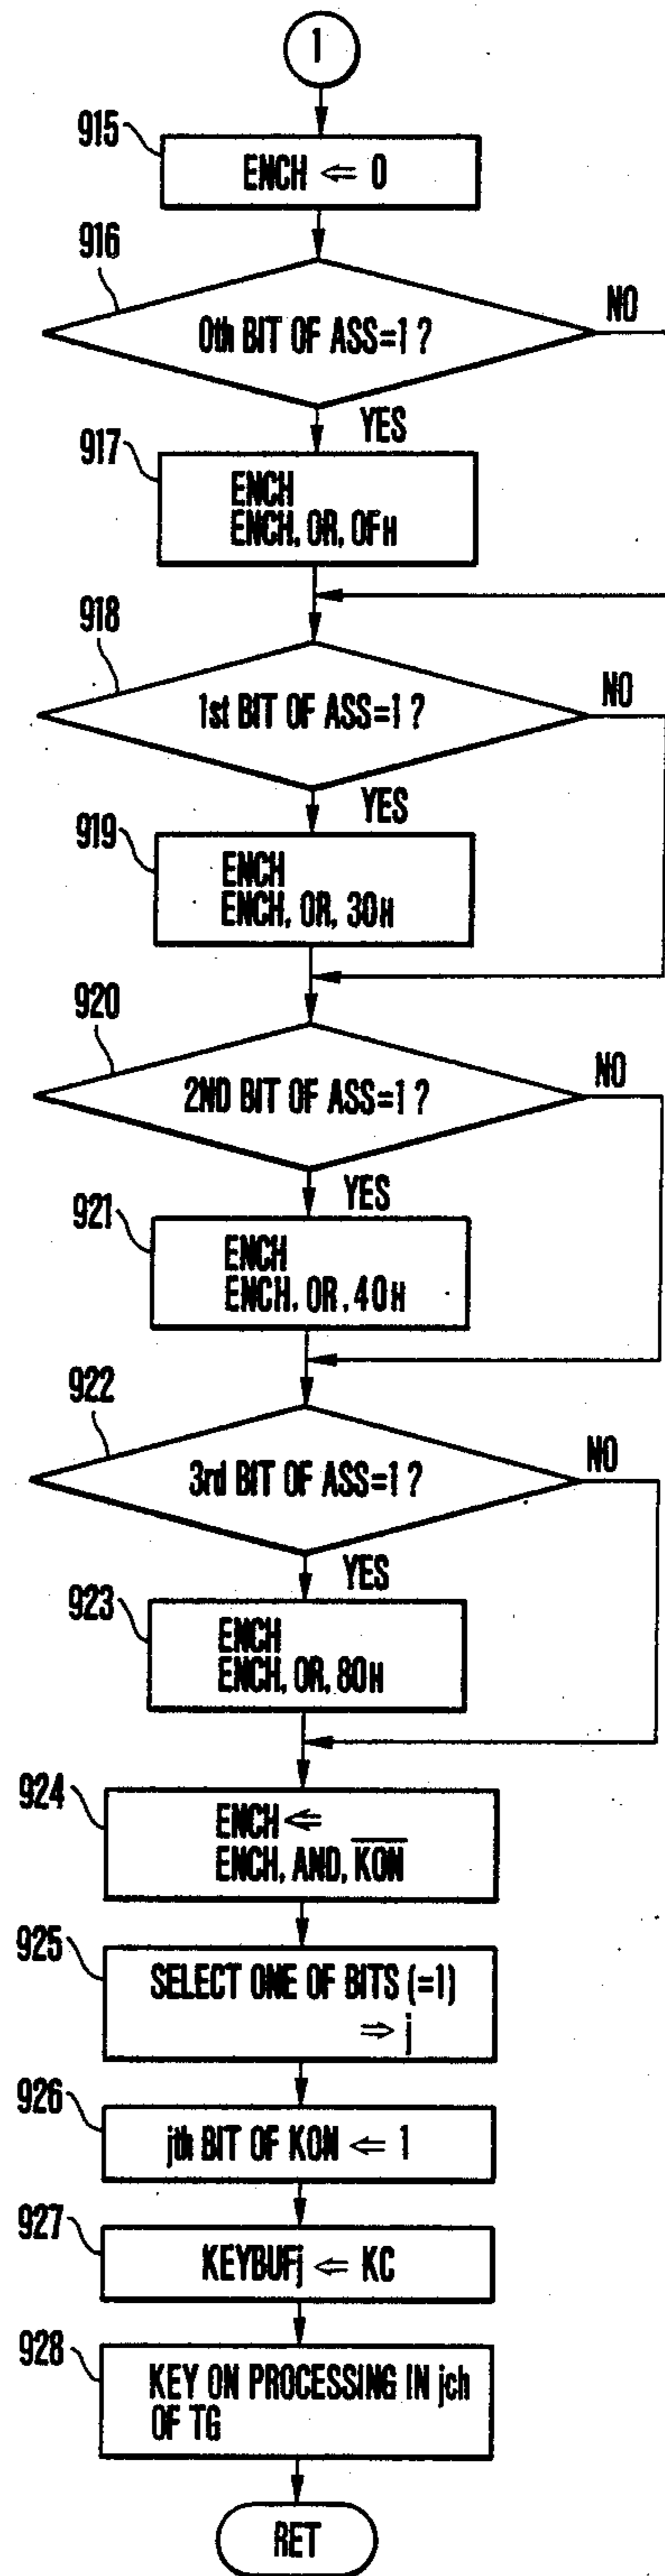 1
915
ENCH ⇐ 0
916
0th BIT OF ASS=1 ?
NO
YES
917
ENCH
ENCH, OR, 0FH
918
1st BIT OF ASS=1 ?
NO
YES
919
ENCH
ENCH, OR, 30H
920
2ND BIT OF ASS=1 ?
NO
YES
921
ENCH
ENCH, OR, 40H
922
3rd BIT OF ASS=1 ?
NO
YES
923
ENCH
ENCH, OR, 80H
924
ENCH ⇐
ENCH, AND, K̅O̅N̅
925
SELECT ONE OF BITS (=1)
⇒ j
926
jth BIT OF KON ⇐ 1
927
KEYBUFj ⇐ KC
928
KEY ON PROCESSING IN jch
OF TG
RET